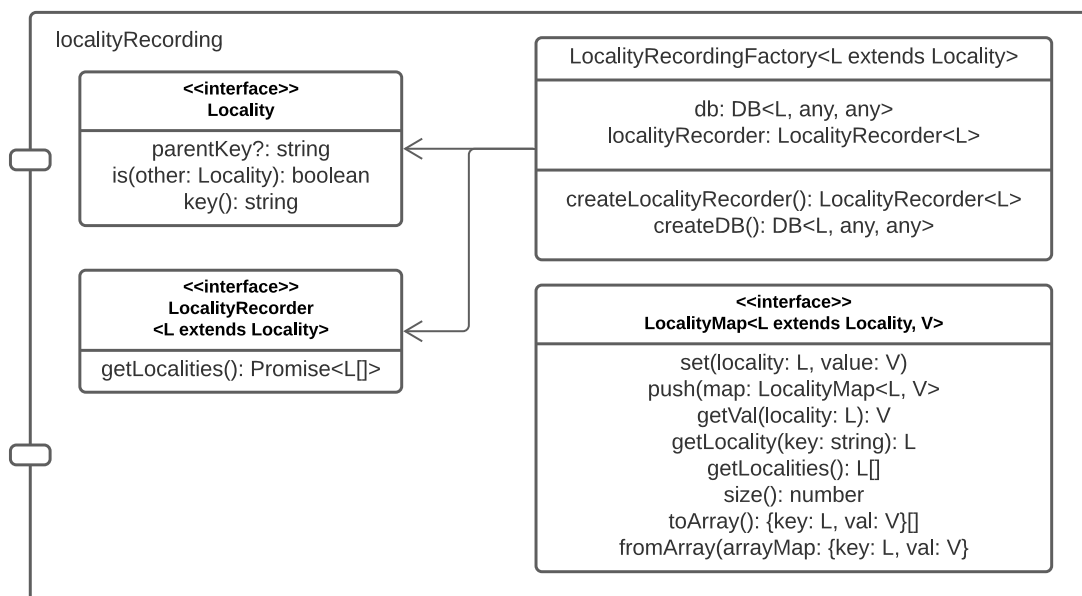 localityRecording
<<interface>>
Locality
parentKey?: string
is(other: Locality): boolean
key(): string
<<interface>>
LocalityRecorder
<L extends Locality>
getLocalities(): Promise<L[]>
LocalityRecordingFactory<L extends Locality>
db: DB<L, any, any>
localityRecorder: LocalityRecorder<L>
createLocalityRecorder(): LocalityRecorder<L>
createDB(): DB<L, any, any>
<<interface>>
LocalityMap<L extends Locality, V>
set(locality: L, value: V)
push(map: LocalityMap<L, V>
getVal(locality: L): V
getLocality(key: string): L
getLocalities(): L[]
size(): number
toArray(): {key: L, val: V}[]
fromArray(arrayMap: {key: L, val: V}